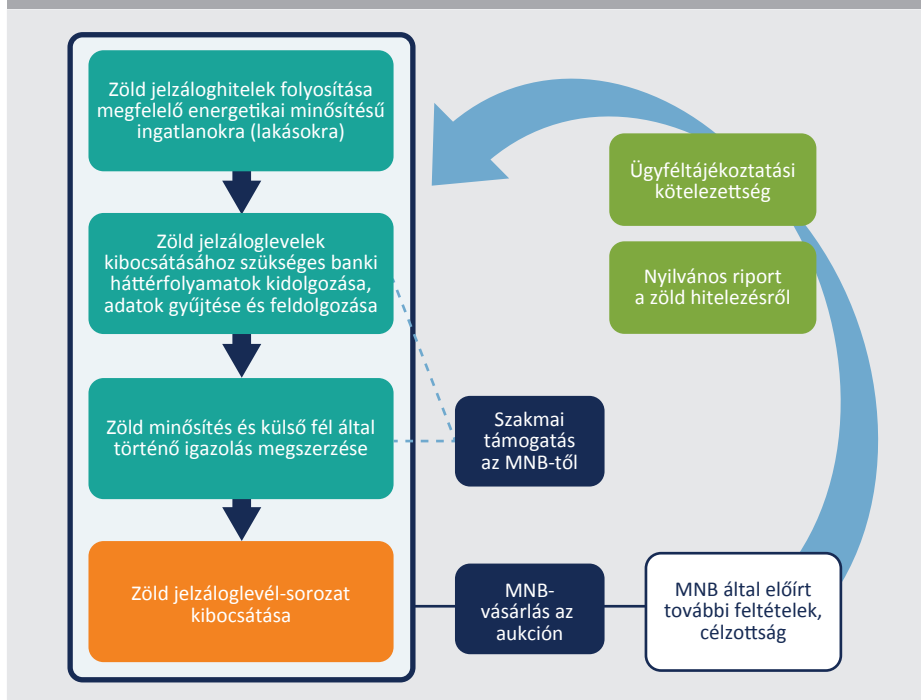 Zöld jelzáloghitelek folyósítása
megfelelő energetikai minősítésű
ingatlanokra (lakásokra)
Zöld jelzáloglevelek
kibocsátásához szükséges banki
háttérfolyamatok kidolgozása,
adatok gyűjtése és feldolgozása
Zöld minősítés és külső fél által
történő igazolás megszerzése
Zöld jelzáloglevél-sorozat
kibocsátása
Szakmai
támogatás
az MNB-től
MNB-
vásárlás az
aukción
MNB által előírt
további feltételek,
célzottság
Ügyféltájékoztatási
kötelezettség
Nyilvános riport
a zöld hitelezésről